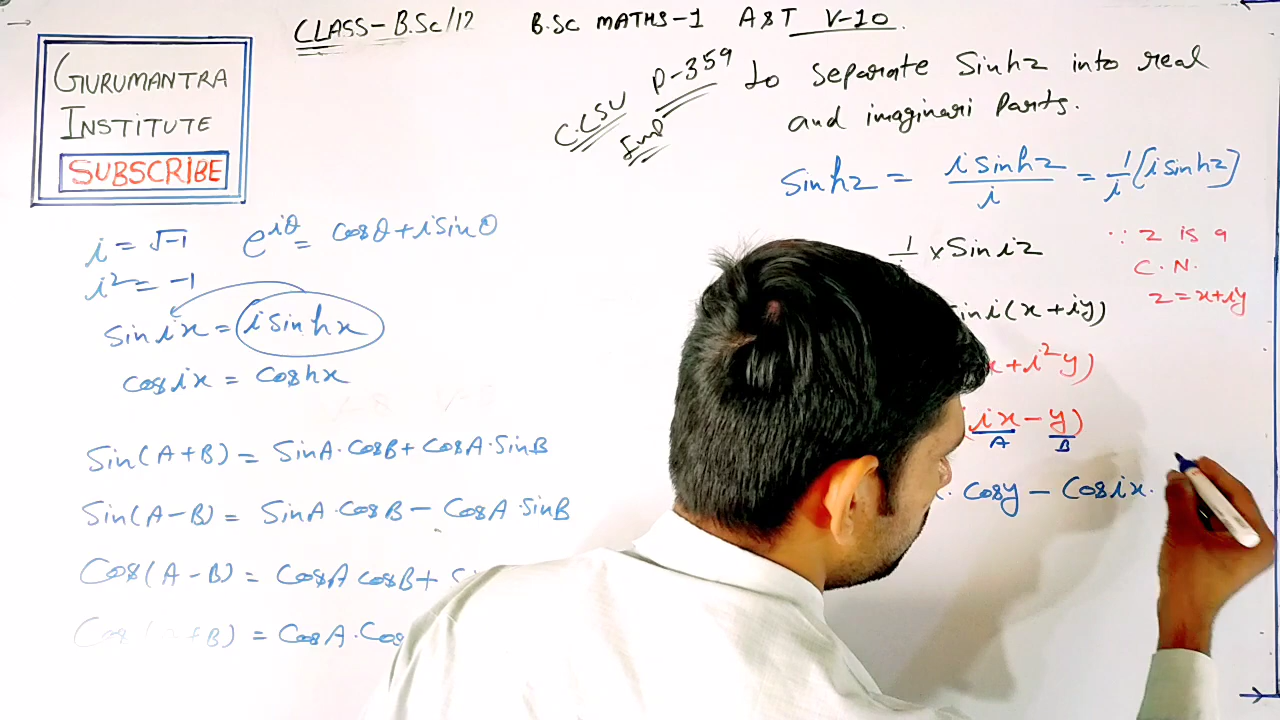 CLASS-B.Sc/12 B.SC MATHS-1 A&T V-10
GURUMANTRA
INSTITUTE
SUBSCRIBE
C.CSU Imp P-359
to separate Sinhz into real
and imaginari Parts.
Sinhz = i sinhz / i = 1/i [i sinhz]
× Sin iz
∵ z is a
C.N.
z = x+iy
i(x+iy)
x+i²y)
(ix-y)
A B
. Cosy - Cos ix.
i = √-1 e^{iθ} = cosθ + i sinθ
i² = -1
sin ix = i sinhx
cos ix = coshx
Sin(A+B) = SinA.CosB + CosA.SinB
Sin(A-B) = SinA.CosB - CosA.SinB
Cos(A-B) = CosA cosB +
+B) = CosA.Cos